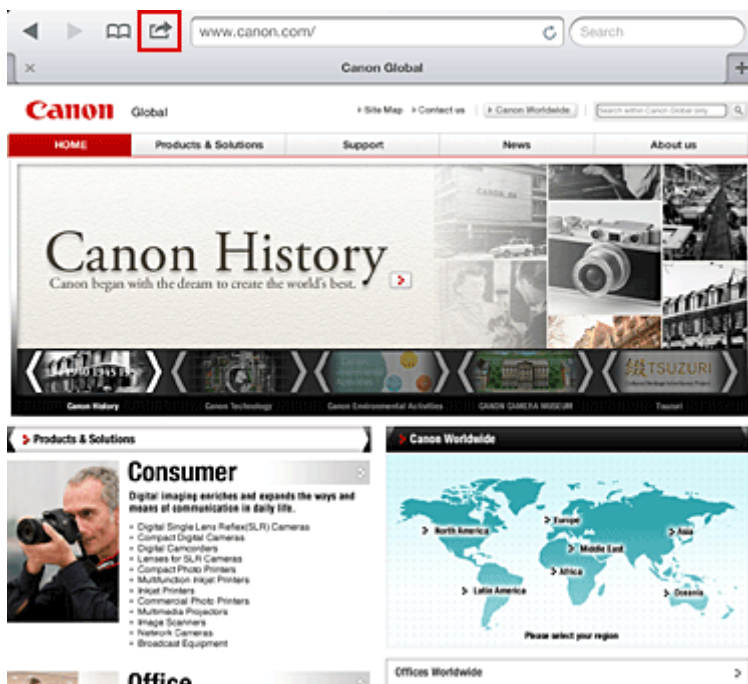 www.canon.com/
Search
Canon Global
Canon Global
Site Map Contact us Canon Worldwide Search within Canon Global only
HOME Products & Solutions Support News About us
CANON
Canon History
Canon began with the dream to create the world's best.
TSUZURI
Canon History Canon Technology Canon Environmental Activities CANON CAMERA MUSEUM Tsuzuri
Products & Solutions
Consumer
Digital imaging enriches and expands the ways and
means of communication in daily life.
Digital Single Lens Reflex(SLR) Cameras
Compact Digital Cameras
Digital Camcorders
Lenses for SLR Cameras
Compact Photo Printers
Multifunction Inkjet Printers
Inkjet Printers
Commercial Photo Printers
Multimedia Projectors
Image Scanners
Network Cameras
Broadcast Equipment
Office
Canon Worldwide
North America
Europe
Asia
Middle East
Africa
Latin America
Oceania
Please select your region
Offices Worldwide